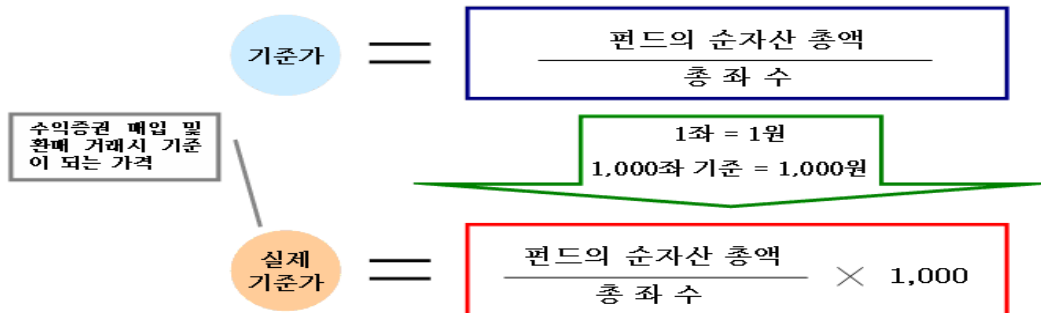 기준가
펀드의 순자산 총액
총 좌 수
수익증권 매입 및
환매 거래시 기준
이 되는 가격
1좌 = 1원
1,000좌 기준 = 1,000원
실제
기준가
펀드의 순자산 총액
총 좌 수
× 1,000